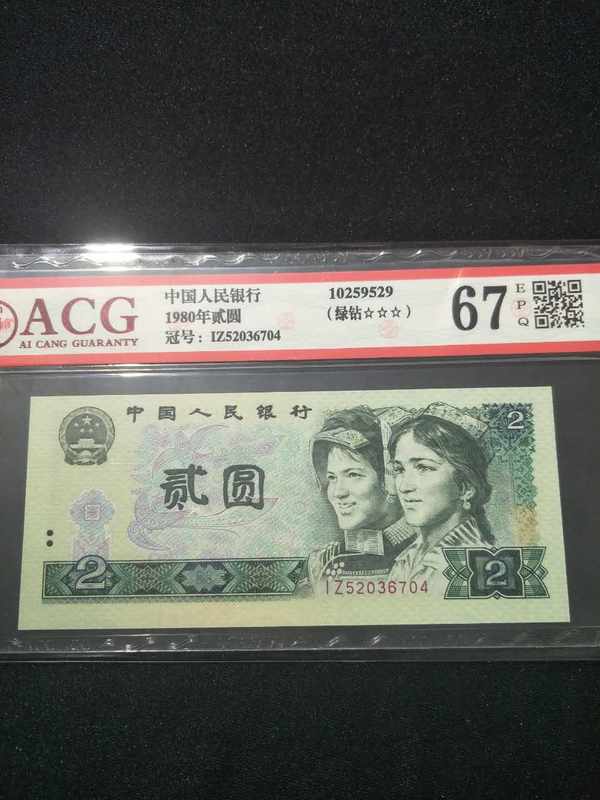 ACG
AI CANG GUARANTY
中国人民银行
1980年贰圆
冠号: IZ52036704
10259529
(绿钻☆☆☆)
67
EPQ
中国人民银行
2
贰圆
2
IZ52036704
2